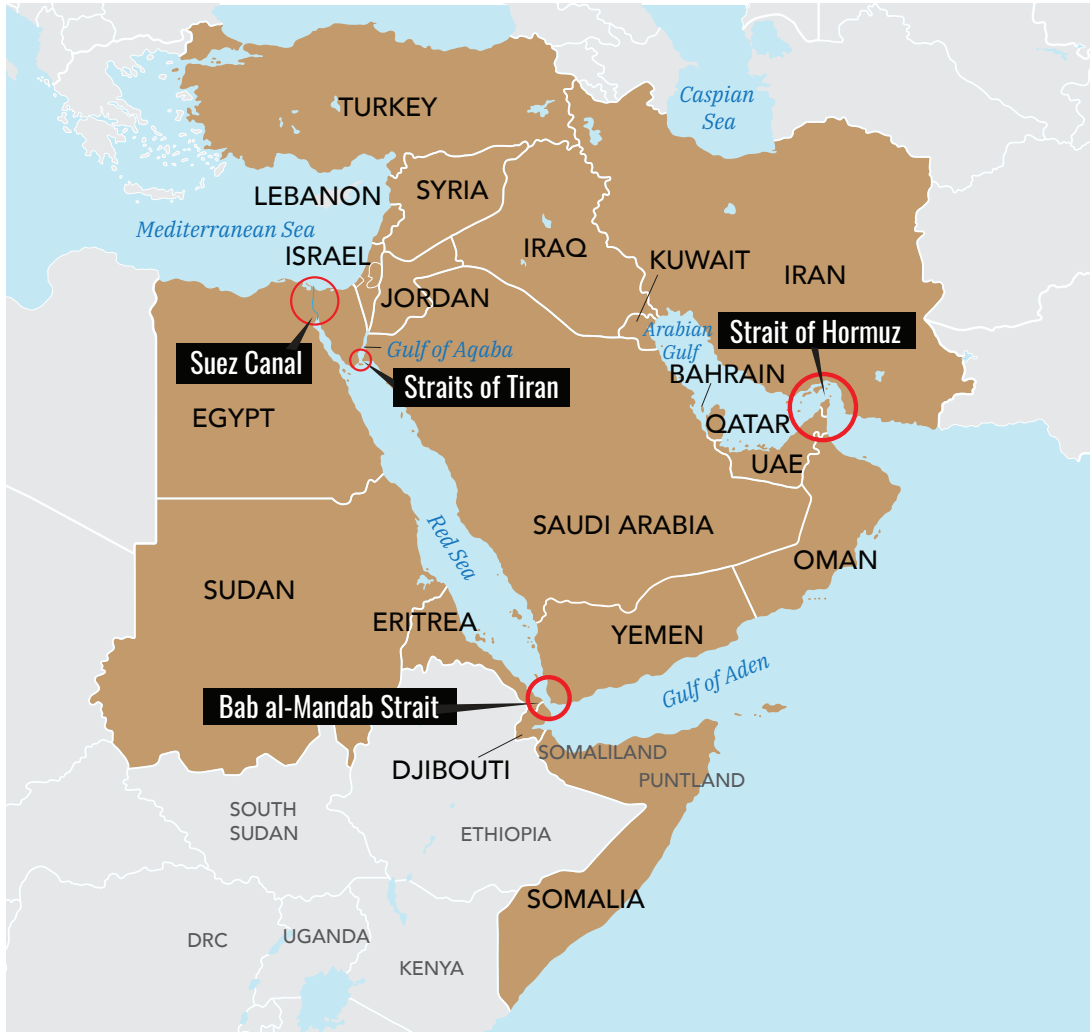 TURKEY
Caspian
Sea
LEBANON
SYRIA
Mediterranean Sea
ISRAEL
IRAQ
KUWAIT
IRAN
JORDAN
Arabian
Gulf
Strait of Hormuz
Suez Canal
Gulf of Aqaba
Straits of Tiran
BAHRAIN
EGYPT
QATAR
UAE
Red Sea
SAUDI ARABIA
OMAN
SUDAN
ERITREA
YEMEN
Gulf of Aden
Bab al-Mandab Strait
DJIBOUTI
SOMALILAND
PUNTLAND
SOUTH
SUDAN
ETHIOPIA
SOMALIA
DRC
UGANDA
KENYA